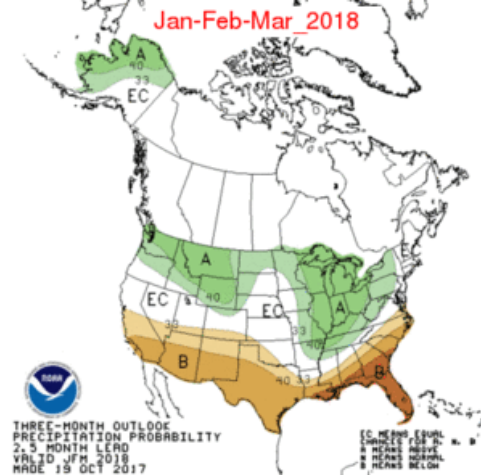 Jan-Feb-Mar_2018
A
40
33
EC
A
EC
40
EC
EC
A
33
33
40
B
40 33
B
NOAA
THREE-MONTH OUTLOOK
PRECIPITATION PROBABILITY
2.5 MONTH LEAD
VALID JFM 2018
MADE 19 OCT 2017
EC MEANS EQUAL
CHANCES FOR A, N, B
A MEANS ABOVE
N MEANS NORMAL
B MEANS BELOW